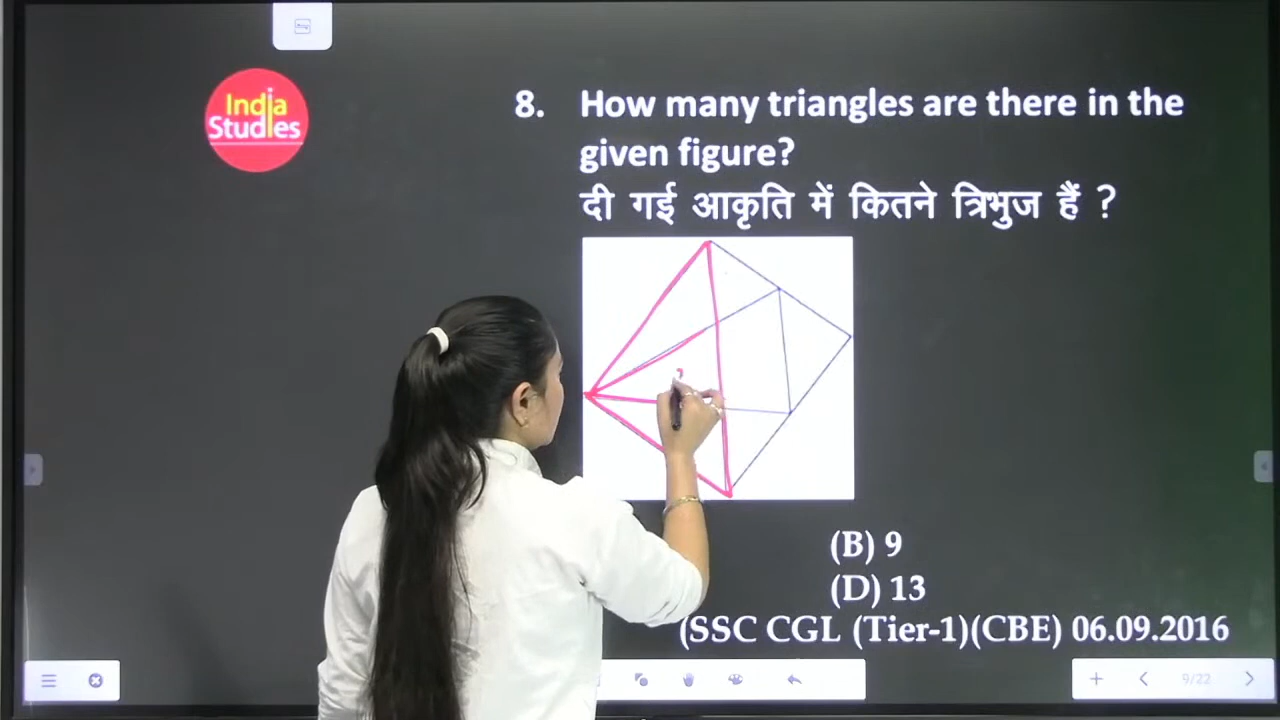 India
Studies
8. How many triangles are there in the
given figure?
दी गई आकृति में कितने त्रिभुज हैं ?
(B) 9
(D) 13
(SSC CGL (Tier-1)(CBE) 06.09.2016
9/22